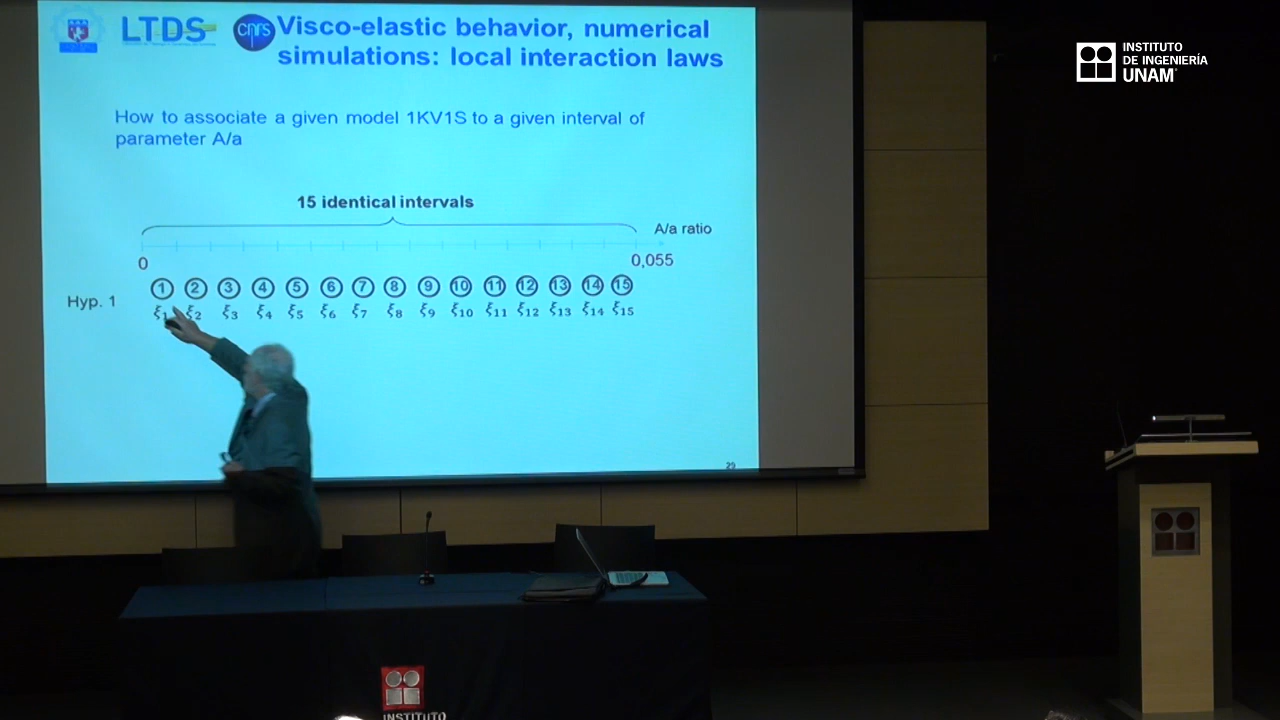 LTDS
cnrs
Visco-elastic behavior, numerical
simulations: local interaction laws
How to associate a given model 1KV1S to a given interval of
parameter A/a
15 identical intervals
A/a ratio
0
0,055
1 2 3 4 5 6 7 8 9 10 11 12 13 14 15
Hyp. 1
ξ₁ ξ₂ ξ₃ ξ₄ ξ₅ ξ₆ ξ₇ ξ₈ ξ₉ ξ₁₀ ξ₁₁ ξ₁₂ ξ₁₃ ξ₁₄ ξ₁₅
29
INSTITUTO
DE INGENIERÍA
UNAM
INSTITUTO